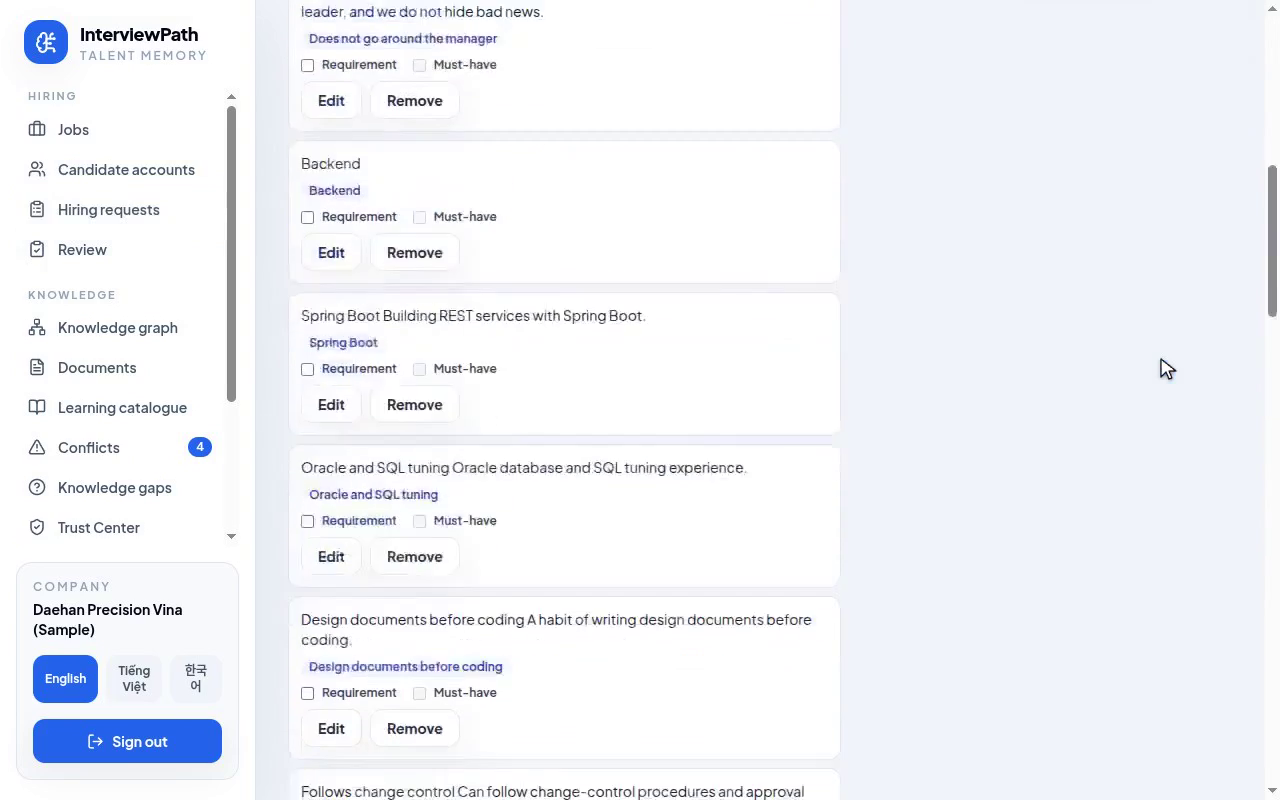 InterviewPath
TALENT MEMORY
HIRING
Jobs
Candidate accounts
Hiring requests
Review
KNOWLEDGE
Knowledge graph
Documents
Learning catalogue
Conflicts
4
Knowledge gaps
Trust Center
COMPANY
Daehan Precision Vina
(Sample)
English
Tiếng
Việt
한국
어
Sign out
leader, and we do not hide bad news.
Does not go around the manager
Requirement Must-have
Edit Remove
Backend
Backend
Requirement Must-have
Edit Remove
Spring Boot Building REST services with Spring Boot.
Spring Boot
Requirement Must-have
Edit Remove
Oracle and SQL tuning Oracle database and SQL tuning experience.
Oracle and SQL tuning
Requirement Must-have
Edit Remove
Design documents before coding A habit of writing design documents before
coding.
Design documents before coding
Requirement Must-have
Edit Remove
Follows change control Can follow change-control procedures and approval